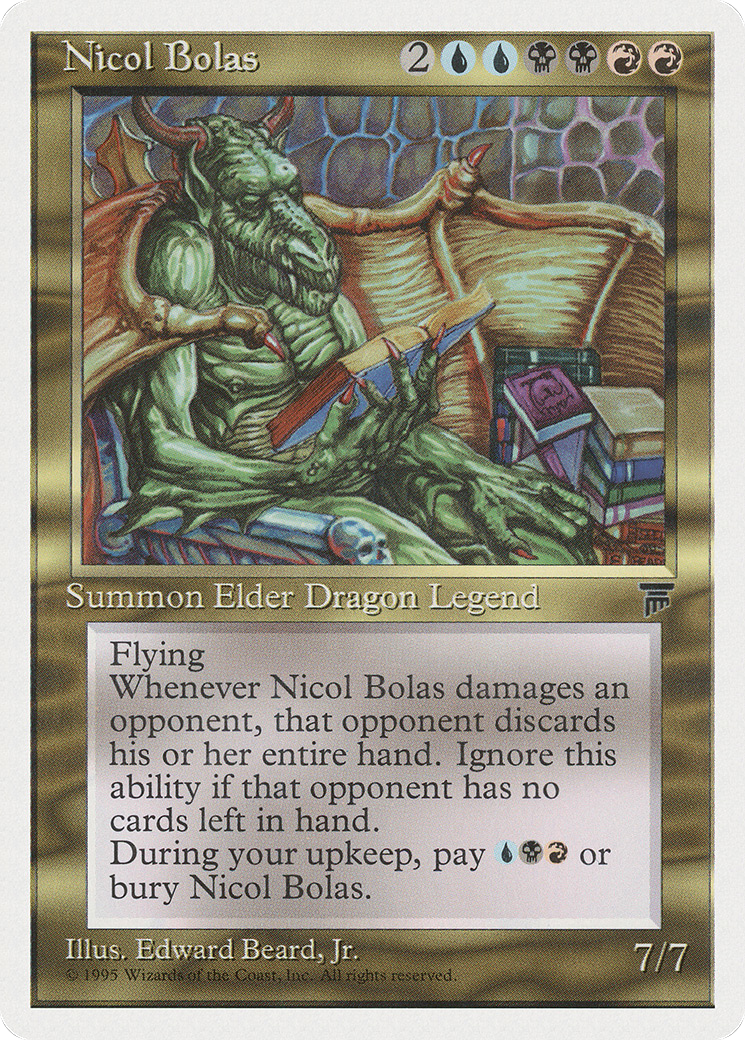 Nicol Bolas 2
Summon Elder Dragon Legend
Flying
Whenever Nicol Bolas damages an
opponent, that opponent discards
his or her entire hand. Ignore this
ability if that opponent has no
cards left in hand.
During your upkeep, pay or
bury Nicol Bolas.
Illus. Edward Beard, Jr. 7/7
© 1995 Wizards of the Coast, Inc. All rights reserved.